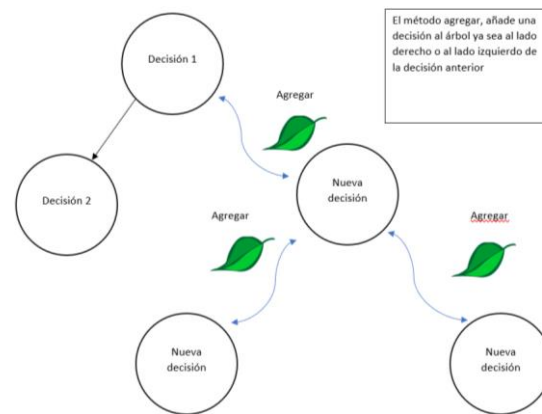 El método agregar, añade una
decisión al árbol ya sea al lado
derecho o al lado izquierdo de
la decisión anterior
Decisión 1
Agregar
Decisión 2
Nueva
decisión
Agregar
Agregar
Nueva
decisión
Nueva
decisión